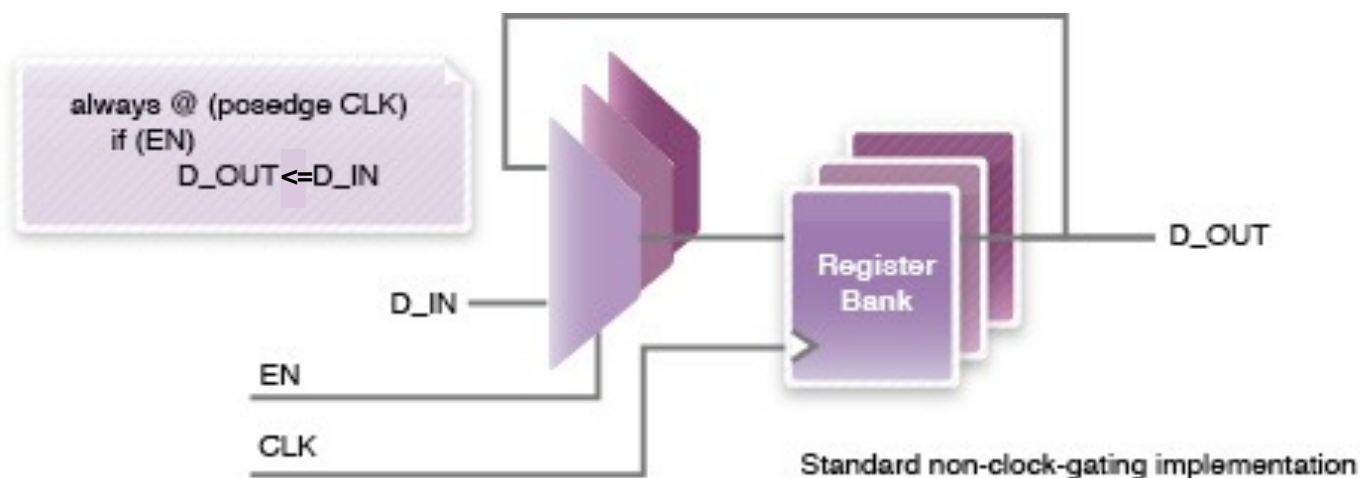 always @ (posedge CLK)
if (EN)
D_OUT<=D_IN
D_OUT
Register
Bank
D_IN
EN
CLK
Standard non-clock-gating implementation